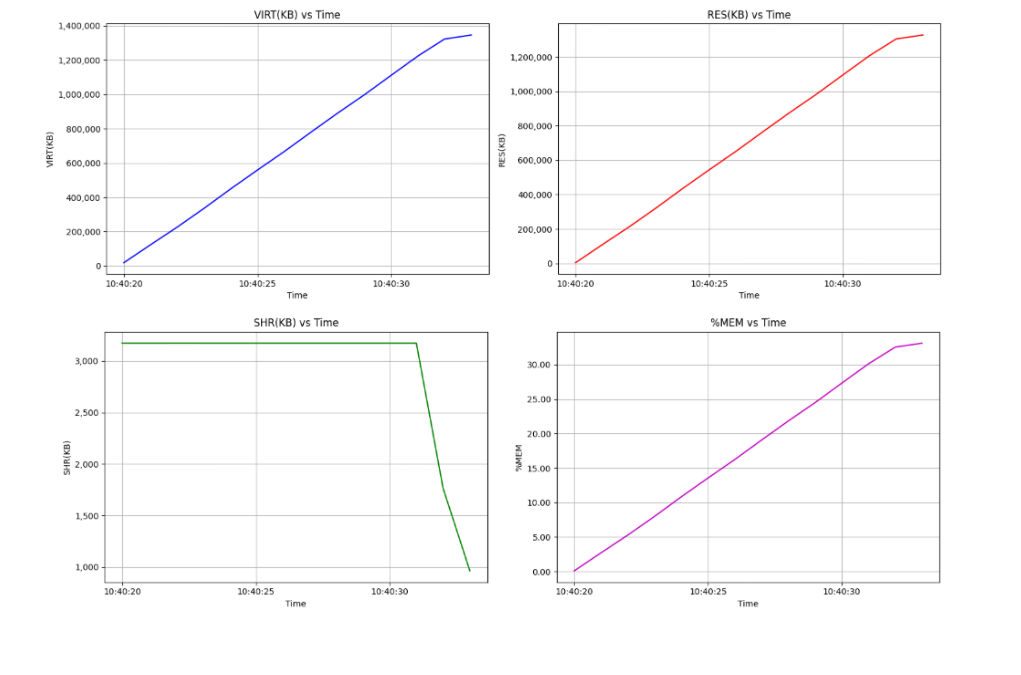 VIRT(KB) vs Time
1,400,000
1,200,000
1,000,000
800,000
600,000
400,000
200,000
0
VIRT(KB)
10:40:20 10:40:25 10:40:30
Time
RES(KB) vs Time
1,200,000
1,000,000
800,000
600,000
400,000
200,000
0
RES(KB)
10:40:20 10:40:25 10:40:30
Time
SHR(KB) vs Time
3,000
2,500
2,000
1,500
1,000
SHR(KB)
10:40:20 10:40:25 10:40:30
Time
%MEM vs Time
30.00
25.00
20.00
15.00
10.00
5.00
0.00
%MEM
10:40:20 10:40:25 10:40:30
Time